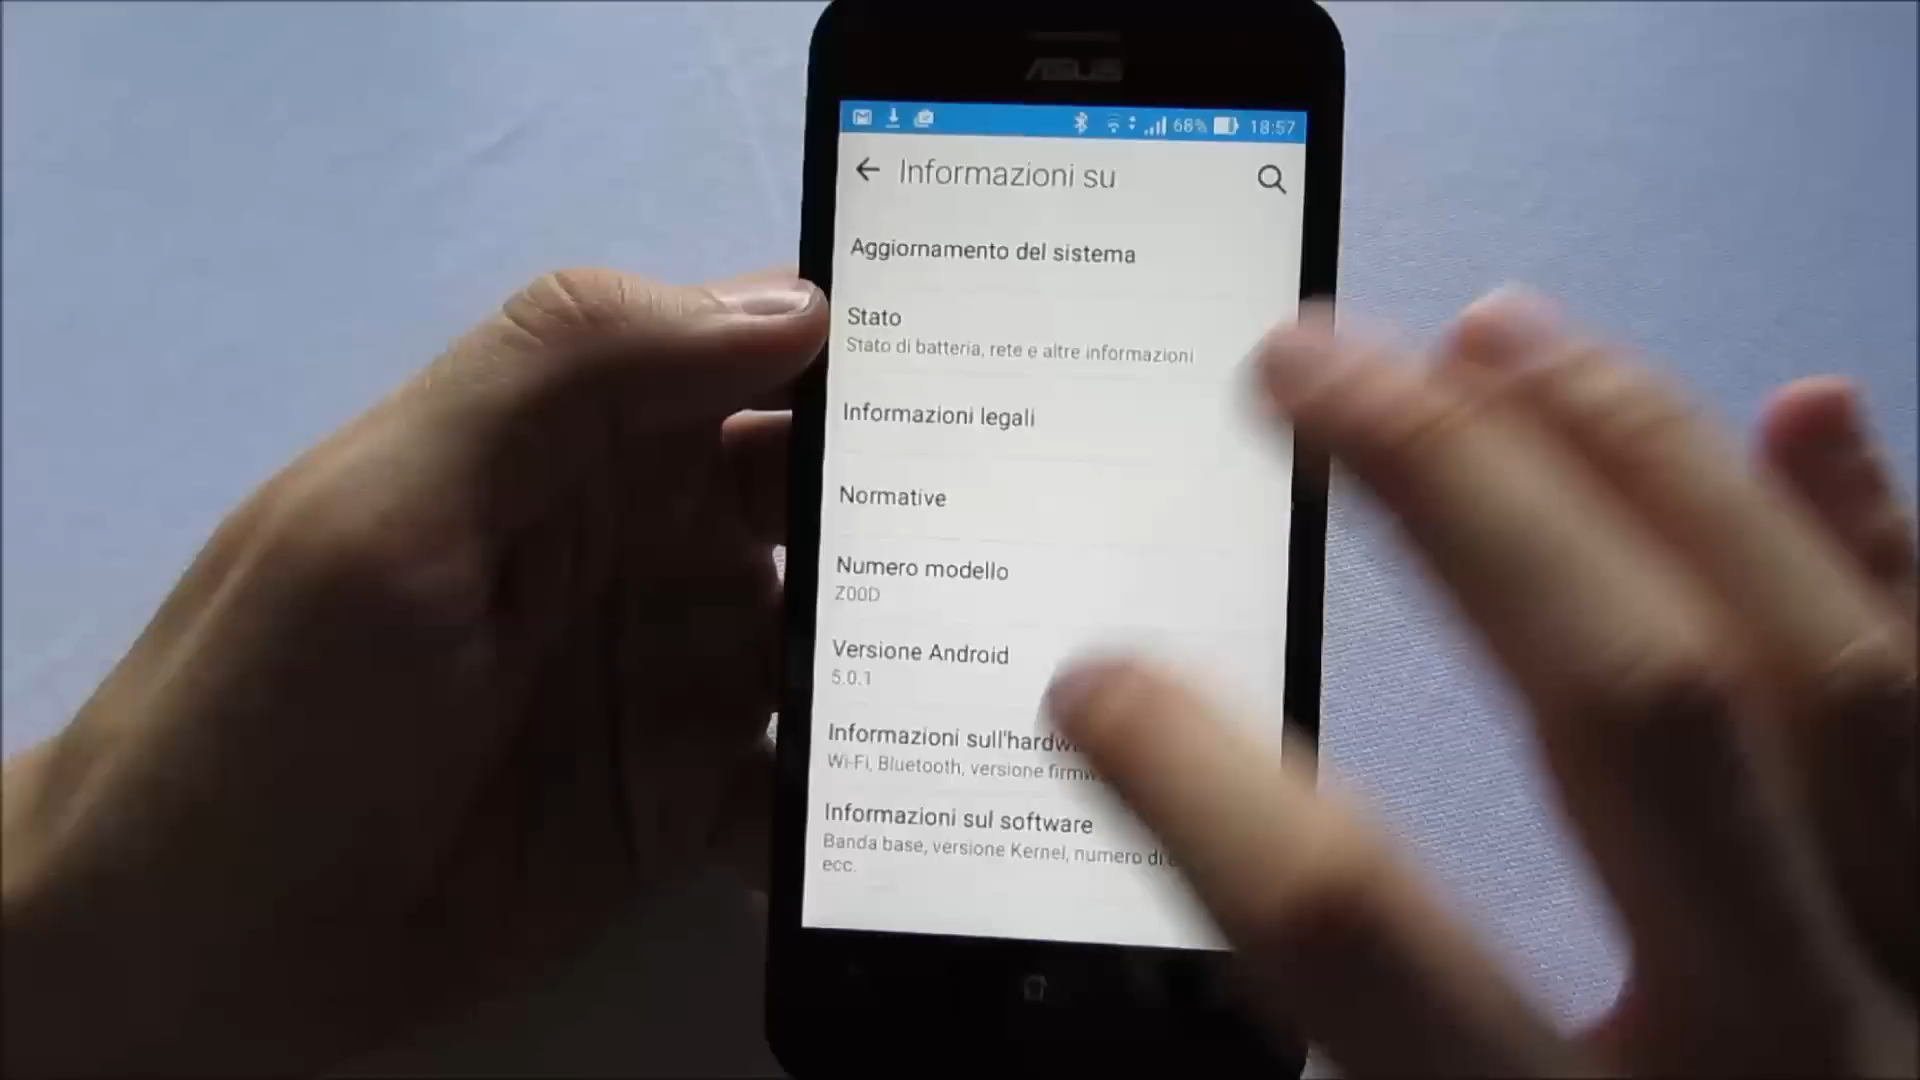 ASUS
68% 18:57
Informazioni su
Aggiornamento del sistema
Stato
Stato di batteria, rete e altre informazioni
Informazioni legali
Normative
Numero modello
Z00D
Versione Android
5.0.1
Informazioni sull'hardw
Wi-Fi, Bluetooth, versione firmw
Informazioni sul software
Banda base, versione Kernel, numero di
ecc.